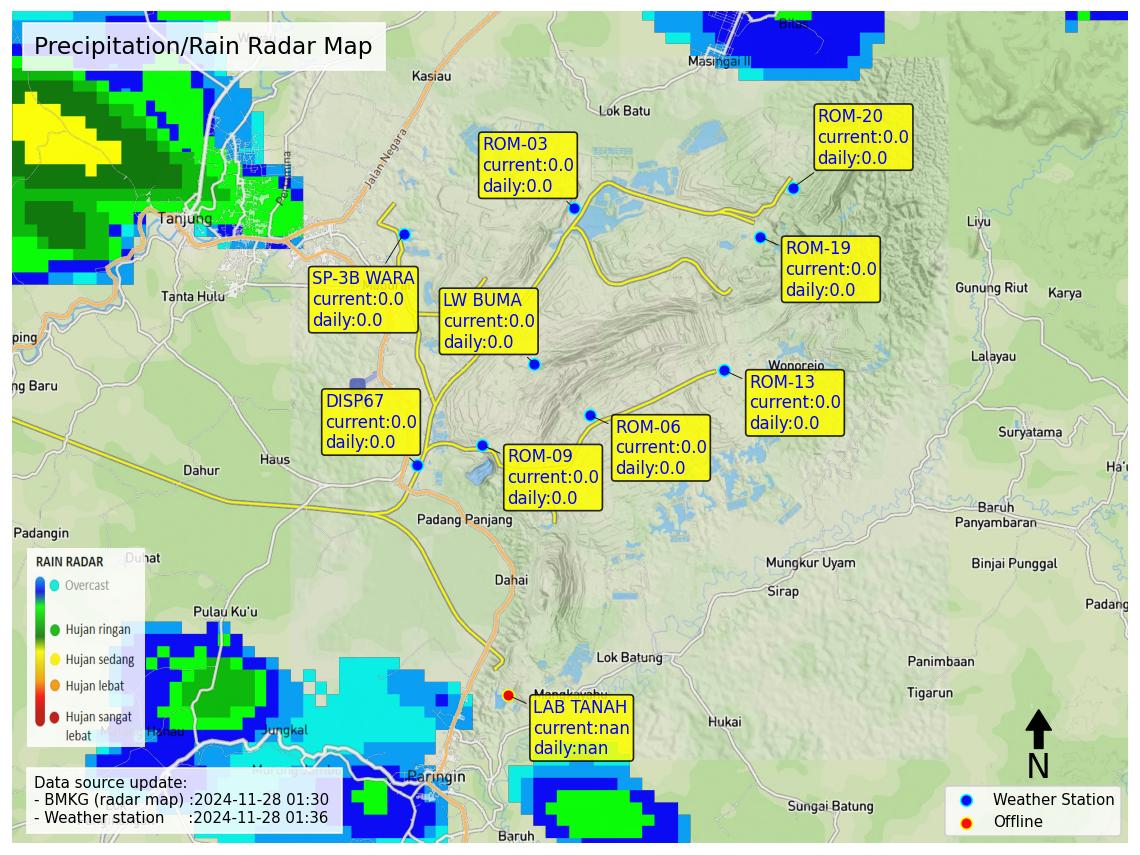 Precipitation/Rain Radar Map
Masingai II
Kasiau
Lok Batu
Jalan Negara
Tanjung
Tanta Hulu
ROM-20
current:0.0
daily:0.0
ROM-03
current:0.0
daily:0.0
ROM-19
current:0.0
daily:0.0
SP-3B WARA
current:0.0
daily:0.0
LW BUMA
current:0.0
daily:0.0
Liyu
Gunung Riut
Karya
Lalayau
ping
ng Baru
Wonorejo
ROM-13
current:0.0
daily:0.0
DISP67
current:0.0
daily:0.0
ROM-06
current:0.0
daily:0.0
ROM-09
current:0.0
daily:0.0
Suryatama
Haus
Dahur
Padang Panjang
Baruh
Panyambaran
Padangin
Duhat
Binjai Punggal
Mungkur Uyam
Dahai
Sirap
Padang
Pulau Ku'u
RAIN RADAR
Overcast
Hujan ringan
Hujan sedang
Hujan lebat
Hujan sangat
lebat
Lok Batung
Panimbaan
Tigarun
Hukai
LAB TANAH
current:nan
daily:nan
Jungkal
Paringin
Sungai Batung
Baruh
Data source update:
- BMKG (radar map) :2024-11-28 01:30
- Weather station :2024-11-28 01:36
N
Weather Station
Offline